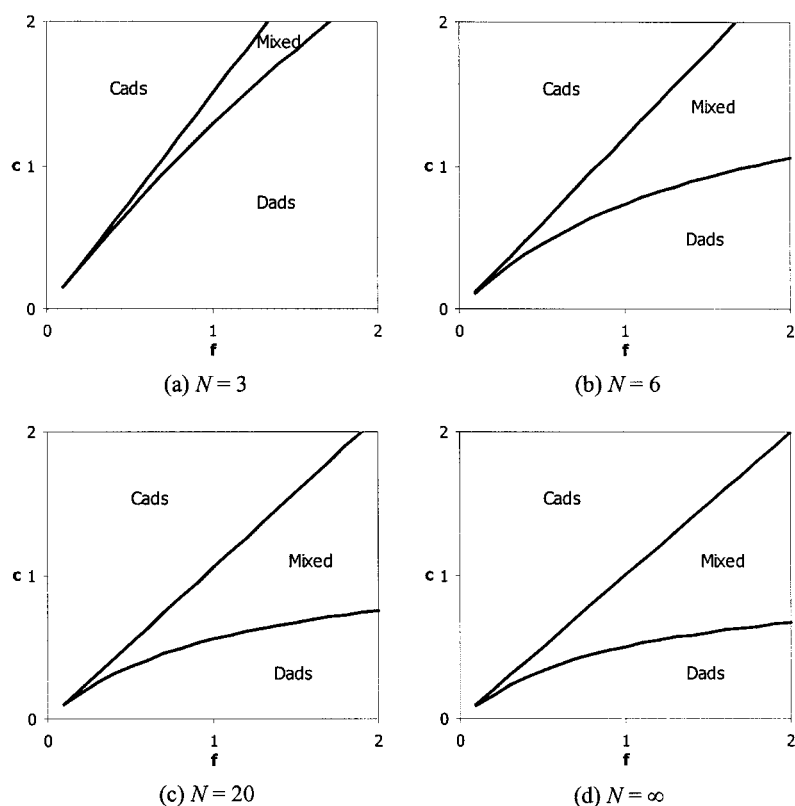 2
Mixed
Cads
c 1
Dads
0
0 1 2
f
(a) N = 3
2
Cads
Mixed
c 1
Dads
0
0 1 2
f
(b) N = 6
2
Cads
Mixed
c 1
Dads
0
0 1 2
f
(c) N = 20
2
Cads
Mixed
c 1
Dads
0
0 1 2
f
(d) N = ∞